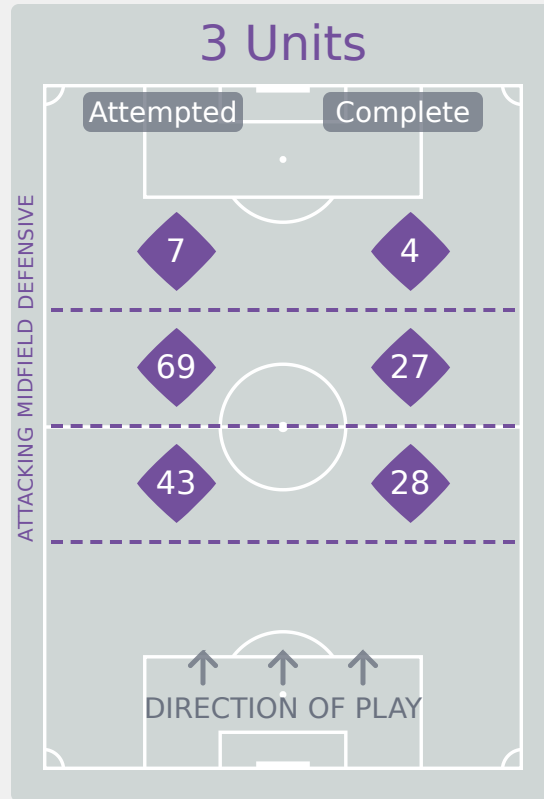 3 Units
Attempted Complete
7 4
69 27
43 28
ATTACKING MIDFIELD DEFENSIVE
DIRECTION OF PLAY